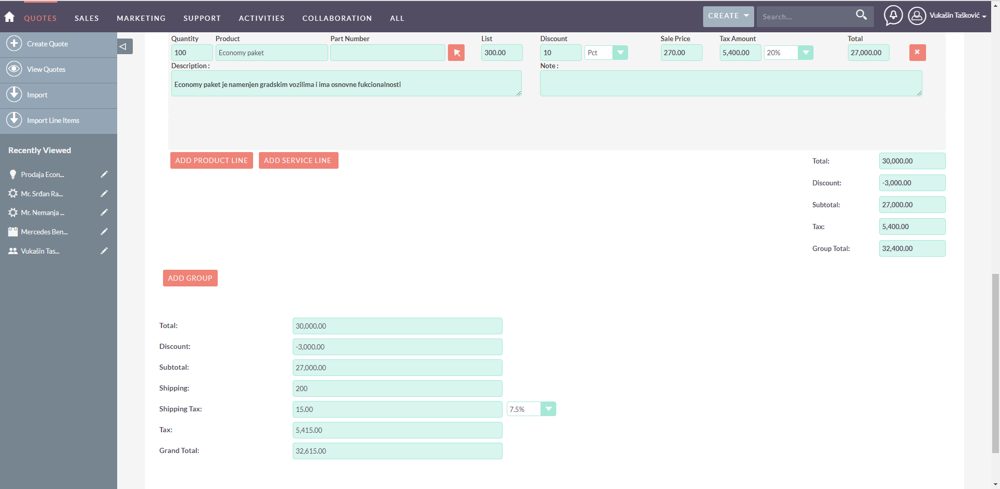 QUOTES SALES MARKETING SUPPORT ACTIVITIES COLLABORATION ALL CREATE Search... Vukašin Tašković
Create Quote
View Quotes
Import
Import Line Items
Recently Viewed
Prodaja Econ...
Mr. Srđan Ra...
Mr. Nemanja ...
Mercedes Ben...
Vukašin Tas...
Quantity Product Part Number List Discount Sale Price Tax Amount Total
100 Economy paket 300.00 10 Pct 270.00 5,400.00 20% 27,000.00
Description : Note :
Economy paket je namenjen gradskim vozilima i ima osnovne fukcionalnosti
ADD PRODUCT LINE ADD SERVICE LINE
Total: 30,000.00
Discount: -3,000.00
Subtotal: 27,000.00
Tax: 5,400.00
Group Total: 32,400.00
ADD GROUP
Total: 30,000.00
Discount: -3,000.00
Subtotal: 27,000.00
Shipping: 200
Shipping Tax: 15.00 7.5%
Tax: 5,415.00
Grand Total: 32,615.00